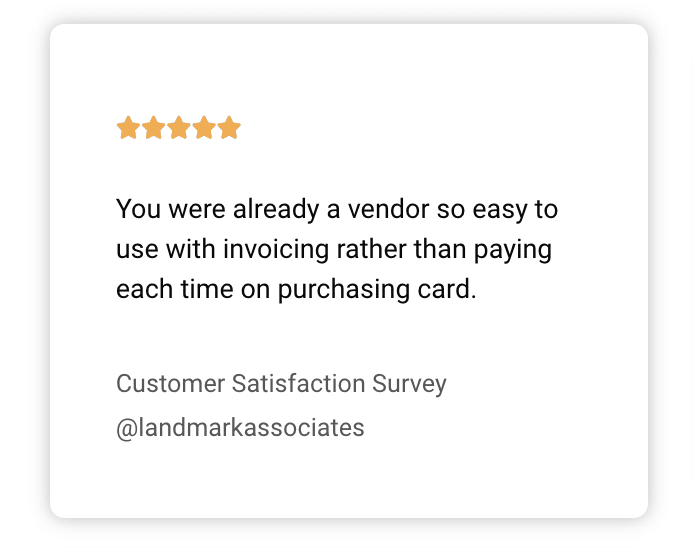 You were already a vendor so easy to
use with invoicing rather than paying
each time on purchasing card.
Customer Satisfaction Survey
@landmarkassociates